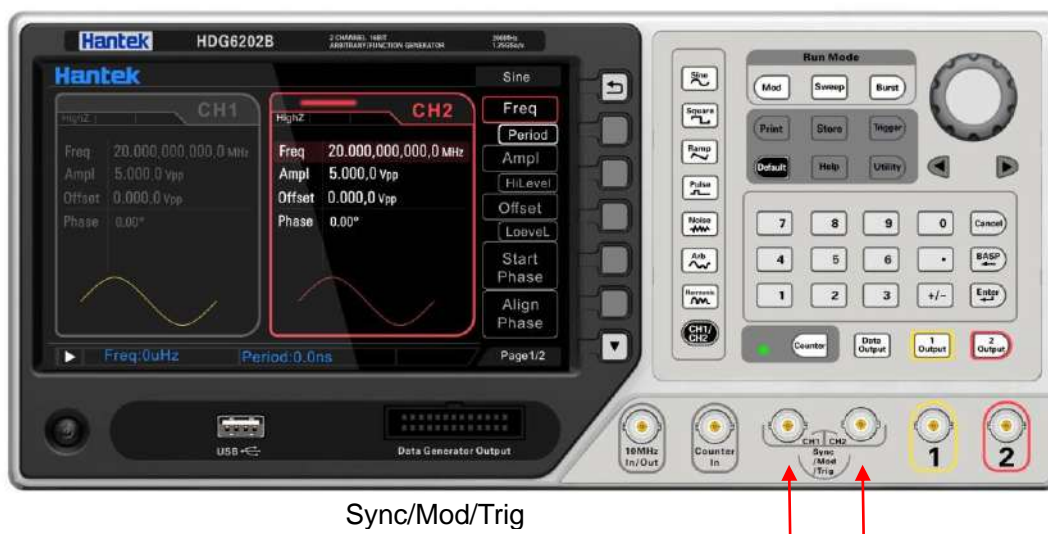 Hantek HDG6202B 2 CHANNEL 16BIT
ARBITRARY/FUNCTION GENERATOR
Hantek Sine
CH1
HighZ
Freq 20.000,000,000,0 MHz
Ampl 5.000,0 Vpp
Offset 0.000,0 Vpp
Phase 0.00°
CH2
HighZ
Freq 20.000,000,000,0 MHz
Ampl 5.000,0 Vpp
Offset 0.000,0 Vpp
Phase 0.00°
Freq
Period
Ampl
HiLevel
Offset
LoeveL
Start
Phase
Align
Phase
Page1/2
Freq:0uHz Period:0.0ns
Sine
Square
Ramp
Pulse
Noise
Arb
Harmonic
CH1/
CH2
Run Mode
Mod Sweep Burst
Print Store Trigger
Default Help Utility
7 8 9 0 Cancel
4 5 6 . BASP
1 2 3 +/- Enter
Counter
Data
Output
1
Output
2
Output
USB
Data Generator Output
10MHz
In/Out
Counter
In
CH1 CH2
Sync
/Mod
/Trig
1
2
Sync/Mod/Trig